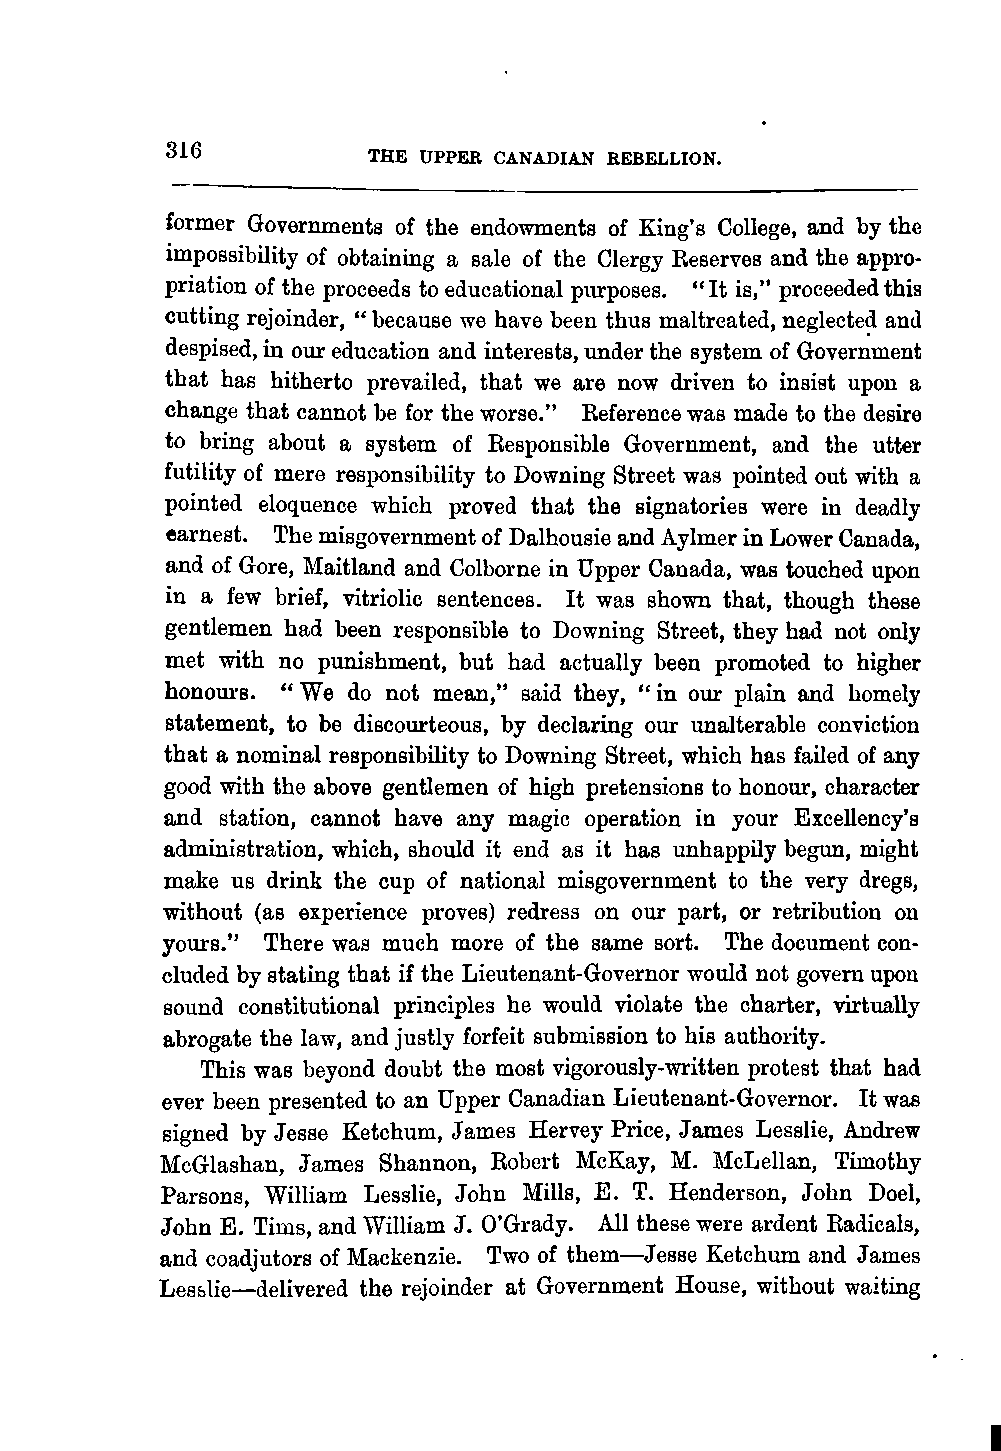 316 THE UPPER CANADIAN REBELLION.
former Governments of the endowments of King's College, and by the
impossibility of obtaining a sale of the Clergy Reserves and the appro-
priation of the proceeds to educational purposes. "It is," proceeded this
cutting rejoinder, "because we have been thus maltreated, neglected and
despised, in our education and interests, under the system of Government
that has hitherto prevailed, that we are now driven to insist upon a
change that cannot be for the worse." Reference was made to the desire
to bring about a system of Responsible Government, and the utter
futility of mere responsibility to Downing Street was pointed out with a
pointed eloquence which proved that the signatories were in deadly
earnest. The misgovernment of Dalhousie and Aylmer in Lower Canada,
and of Gore, Maitland and Colborne in Upper Canada, was touched upon
in a few brief, vitriolic sentences. It was shown that, though these
gentlemen had been responsible to Downing Street, they had not only
met with no punishment, but had actually been promoted to higher
honours. "We do not mean," said they, "in our plain and homely
statement, to be discourteous, by declaring our unalterable conviction
that a nominal responsibility to Downing Street, which has failed of any
good with the above gentlemen of high pretensions to honour, character
and station, cannot have any magic operation in your Excellency's
administration, which, should it end as it has unhappily begun, might
make us drink the cup of national misgovernment to the very dregs,
without (as experience proves) redress on our part, or retribution on
yours." There was much more of the same sort. The document con-
cluded by stating that if the Lieutenant-Governor would not govern upon
sound constitutional principles he would violate the charter, virtually
abrogate the law, and justly forfeit submission to his authority.
This was beyond doubt the most vigorously-written protest that had
ever been presented to an Upper Canadian Lieutenant-Governor. It was
signed by Jesse Ketchum, James Hervey Price, James Lesslie, Andrew
McGlashan, James Shannon, Robert McKay, M. McLellan, Timothy
Parsons, William Lesslie, John Mills, E. T. Henderson, John Doel,
John E. Tims, and William J. O'Grady. All these were ardent Radicals,
and coadjutors of Mackenzie. Two of them—Jesse Ketchum and James
Lesslie—delivered the rejoinder at Government House, without waiting